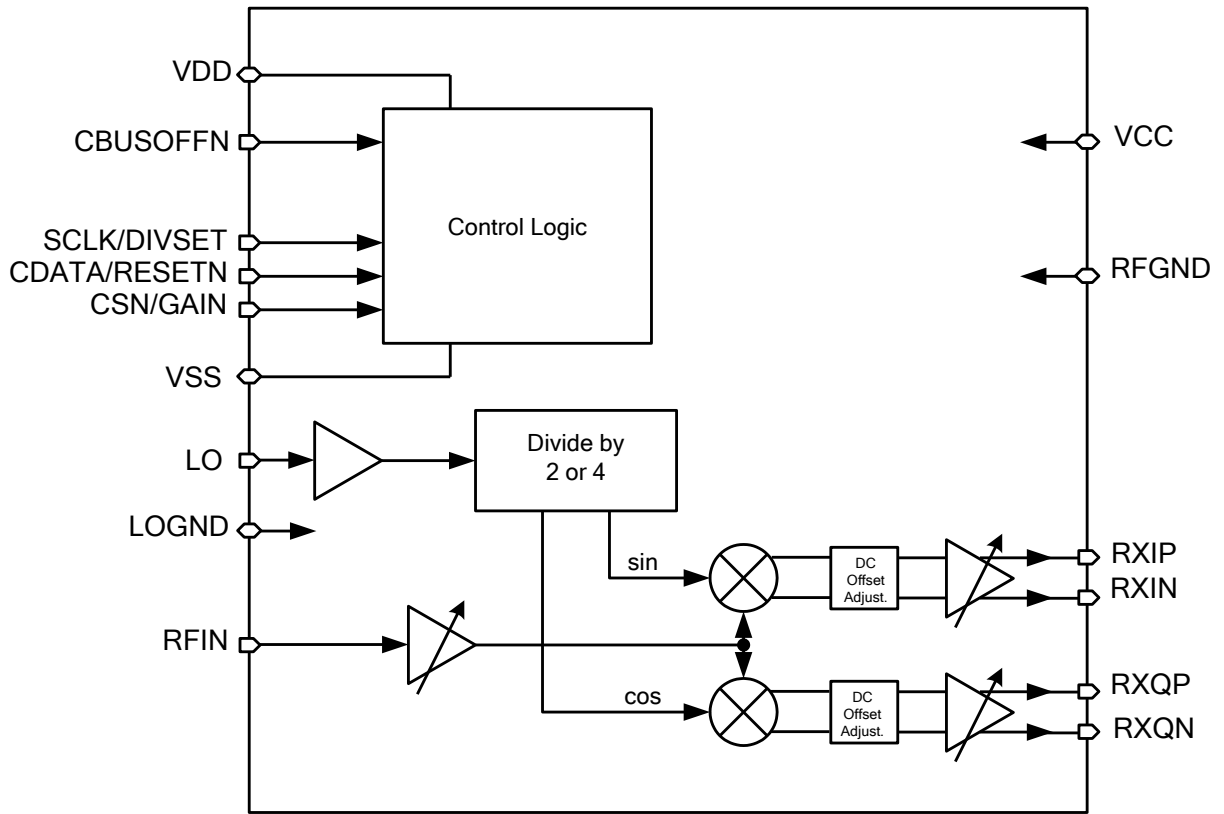 VDD
CBUSOFFN
VCC
SCLK/DIVSET
Control Logic
CDATA/RESETN
RFGND
CSN/GAIN
VSS
LO
Divide by
2 or 4
LOGND
sin
DC
Offset
Adjust.
RXIP
RXIN
RFIN
cos
DC
Offset
Adjust.
RXQP
RXQN